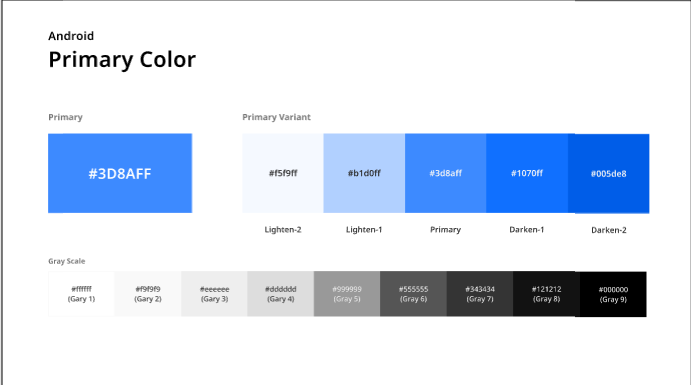 Android
Primary Color
Primary
Primary Variant
#3D8AFF
#f5f9ff
#b1d0ff
#3d8aff
#1070ff
#005de8
Lighten-2
Lighten-1
Primary
Darken-1
Darken-2
Gray Scale
#ffffff
(Gary 1)
#f9f9f9
(Gary 2)
#eeeeee
(Gary 3)
#dddddd
(Gary 4)
#999999
(Gray 5)
#555555
(Gray 6)
#343434
(Gray 7)
#121212
(Gray 8)
#000000
(Gray 9)